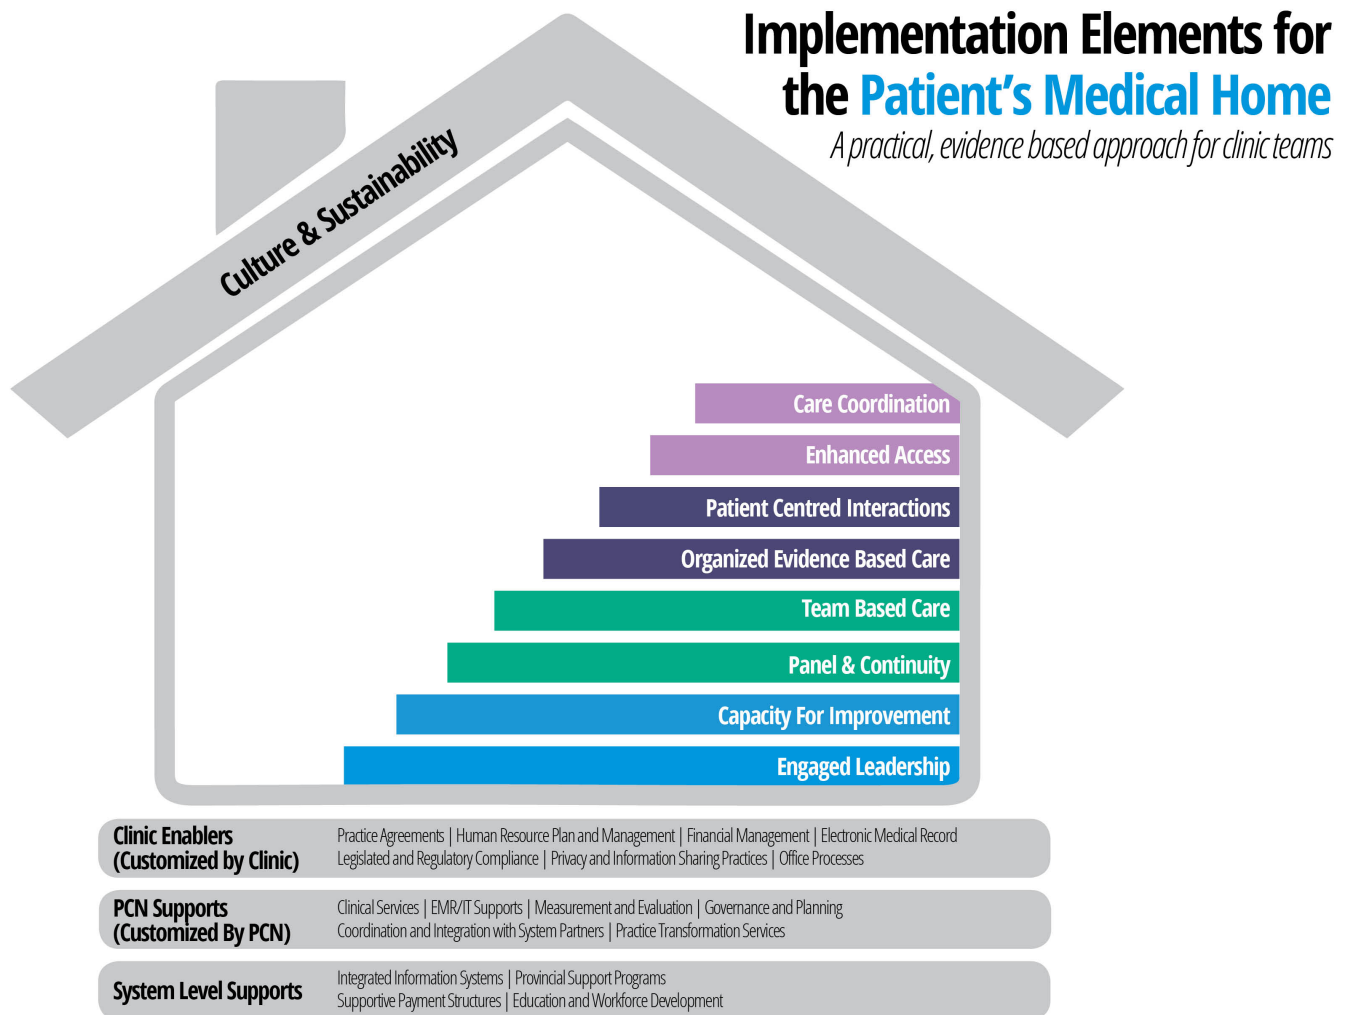 Implementation Elements for
the Patient's Medical Home
A practical, evidence based approach for clinic teams
Culture & Sustainability
Care Coordination
Enhanced Access
Patient Centred Interactions
Organized Evidence Based Care
Team Based Care
Panel & Continuity
Capacity For Improvement
Engaged Leadership
Clinic Enablers
(Customized by Clinic)
Practice Agreements | Human Resource Plan and Management | Financial Management | Electronic Medical Record
Legislated and Regulatory Compliance | Privacy and Information Sharing Practices | Office Processes
PCN Supports
(Customized By PCN)
Clinical Services | EMR/IT Supports | Measurement and Evaluation | Governance and Planning
Coordination and Integration with System Partners | Practice Transformation Services
System Level Supports
Integrated Information Systems | Provincial Support Programs
Supportive Payment Structures | Education and Workforce Development